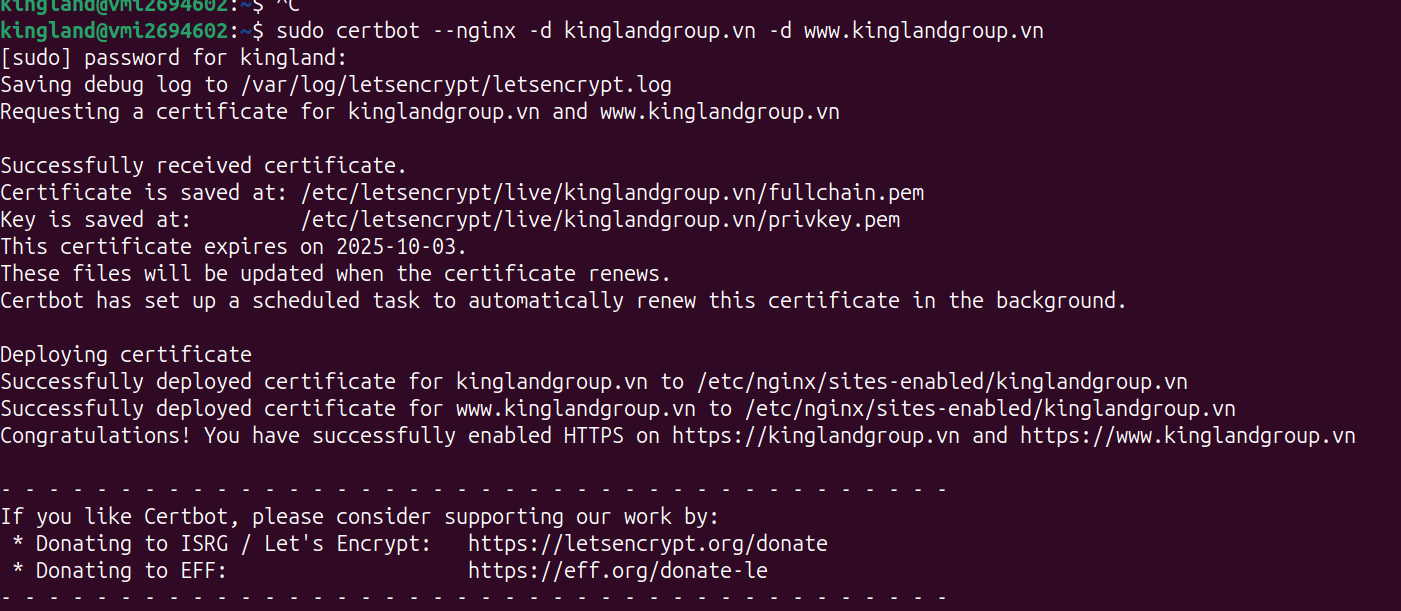 kingland@vmi2694602:~$ ^C
kingland@vmi2694602:~$ sudo certbot --nginx -d kinglandgroup.vn -d www.kinglandgroup.vn
[sudo] password for kingland:
Saving debug log to /var/log/letsencrypt/letsencrypt.log
Requesting a certificate for kinglandgroup.vn and www.kinglandgroup.vn
Successfully received certificate.
Certificate is saved at: /etc/letsencrypt/live/kinglandgroup.vn/fullchain.pem
Key is saved at:         /etc/letsencrypt/live/kinglandgroup.vn/privkey.pem
This certificate expires on 2025-10-03.
These files will be updated when the certificate renews.
Certbot has set up a scheduled task to automatically renew this certificate in the background.
Deploying certificate
Successfully deployed certificate for kinglandgroup.vn to /etc/nginx/sites-enabled/kinglandgroup.vn
Successfully deployed certificate for www.kinglandgroup.vn to /etc/nginx/sites-enabled/kinglandgroup.vn
Congratulations! You have successfully enabled HTTPS on https://kinglandgroup.vn and https://www.kinglandgroup.vn
- - - - - - - - - - - - - - - - - - - - - - - - - - - - - - - - - - - - - - - -
If you like Certbot, please consider supporting our work by:
 * Donating to ISRG / Let's Encrypt:   https://letsencrypt.org/donate
 * Donating to EFF:                    https://eff.org/donate-le
- - - - - - - - - - - - - - - - - - - - - - - - - - - - - - - - - - - - - - - -